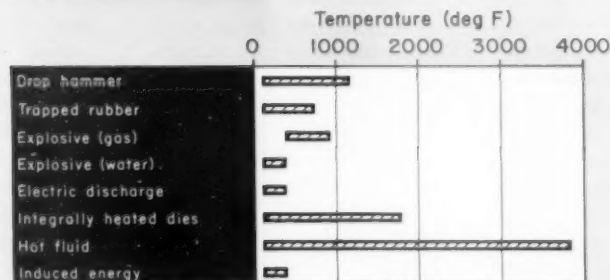 Temperature (deg F)
0 1000 2000 3000 4000
Drop hammer
Trapped rubber
Explosive (gas)
Explosive (water)
Electric discharge
Integrally heated dies
Hot fluid
Induced energy